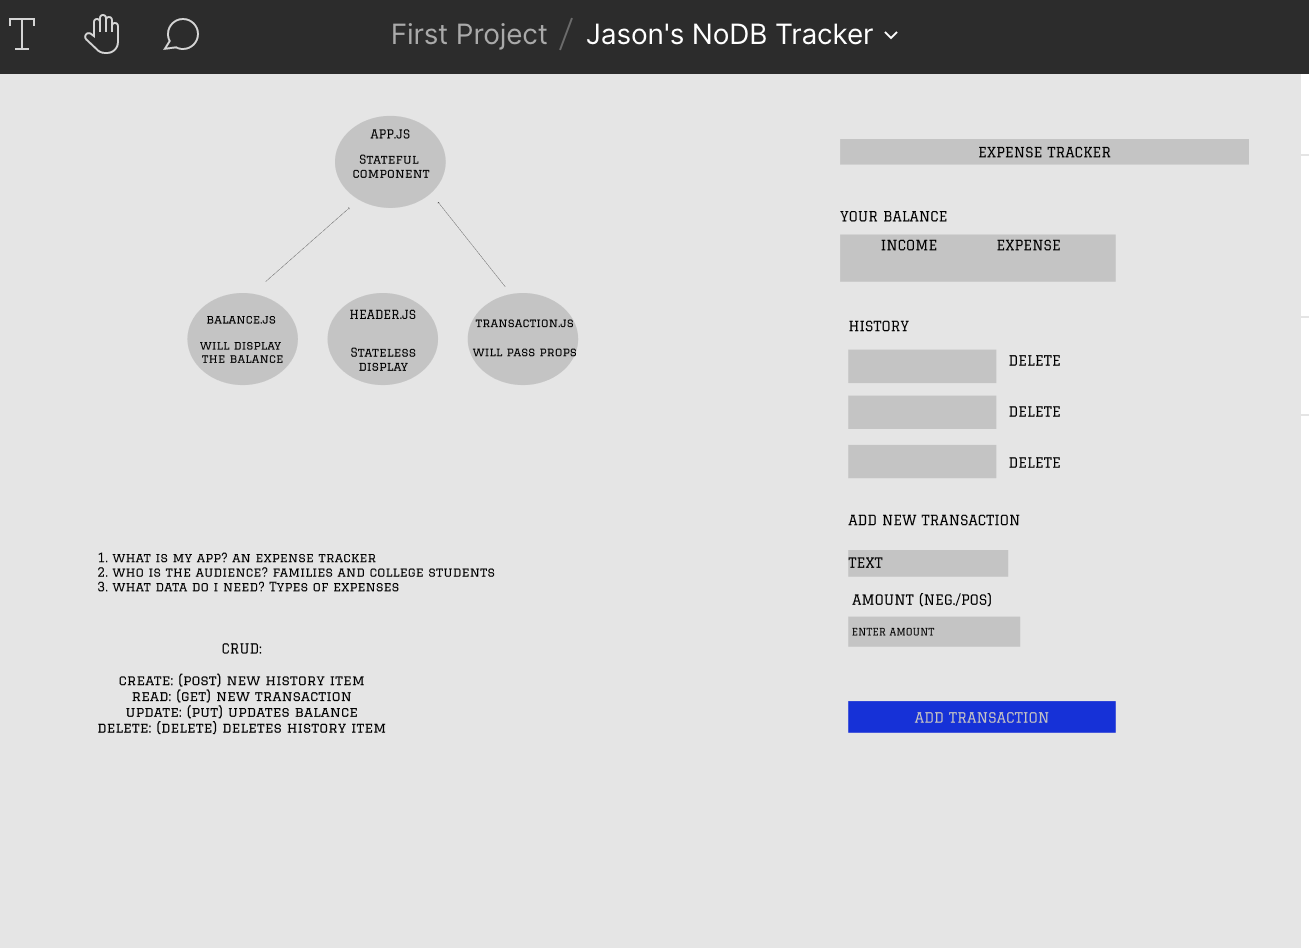 First Project / Jason's NoDB Tracker
APP.JS
Stateful
component
BALANCE.JS
will display
the balance
HEADER.JS
Stateless
display
TRANSACTION.JS
will pass props
1. what is my app? an expense tracker
2. who is the audience? families and college students
3. what data do I need? Types of expenses
CRUD:
CREATE: (POST) NEW HISTORY ITEM
READ: (GET) NEW TRANSACTION
UPDATE: (PUT) UPDATES BALANCE
DELETE: (DELETE) DELETES HISTORY ITEM
EXPENSE TRACKER
YOUR BALANCE
INCOME EXPENSE
HISTORY
DELETE
DELETE
DELETE
ADD NEW TRANSACTION
TEXT
AMOUNT (NEG./POS)
ENTER AMOUNT
ADD TRANSACTION